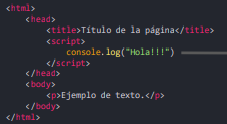 <html>
<head>
<title>Título de la página</title>
<script>
console.log("Hola!!!")
</script>
</head>
<body>
<p>Ejemplo de texto.</p>
<body>
</html>